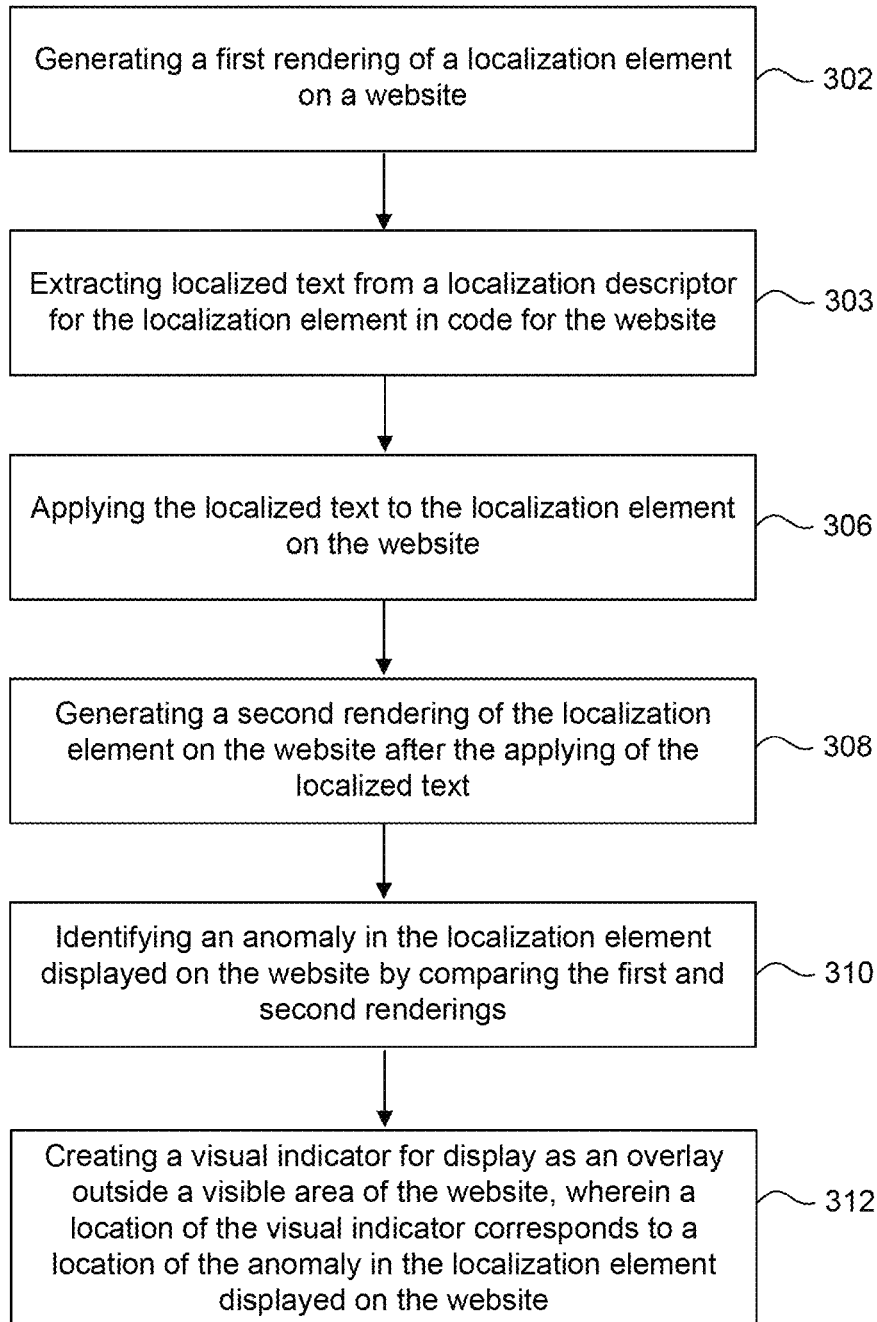 Generating a first rendering of a localization element
on a website
302
Extracting localized text from a localization descriptor
for the localization element in code for the website
303
Applying the localized text to the localization element
on the website
306
Generating a second rendering of the localization
element on the website after the applying of the
localized text
308
Identifying an anomaly in the localization element
displayed on the website by comparing the first and
second renderings
310
Creating a visual indicator for display as an overlay
outside a visible area of the website, wherein a
location of the visual indicator corresponds to a
location of the anomaly in the localization element
displayed on the website
312